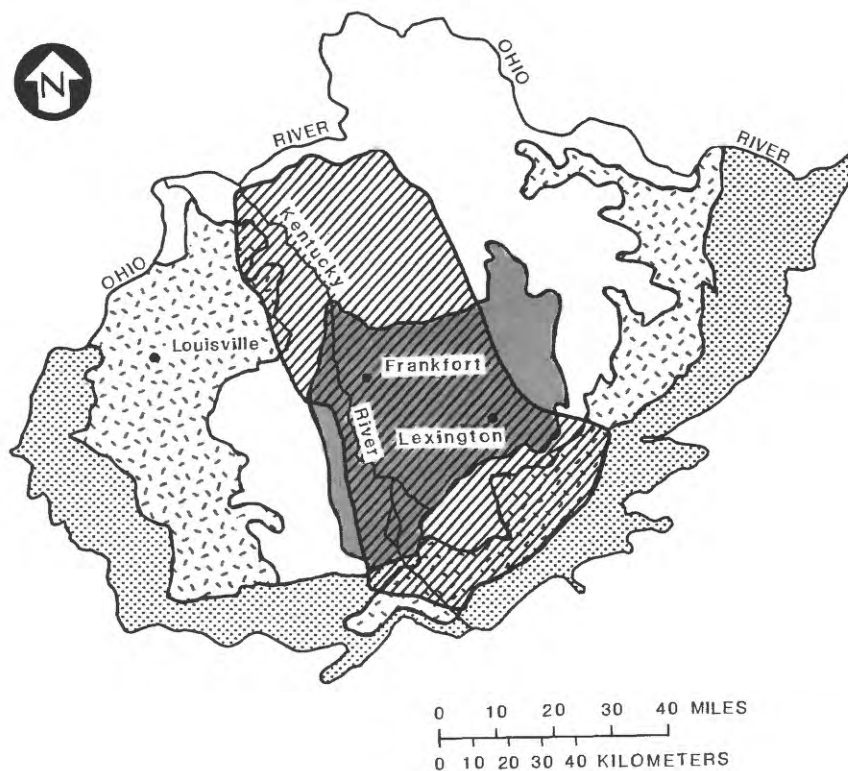 N
OHIO
RIVER
RIVER
Kentucky
OHIO
Louisville
Frankfort
River
Lexington
0 10 20 30 40 MILES
0 10 20 30 40 KILOMETERS